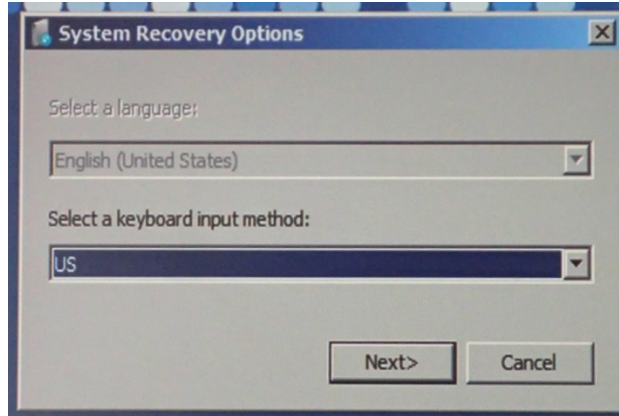 System Recovery Options
Select a language:
English (United States)
Select a keyboard input method:
US
Next>
Cancel